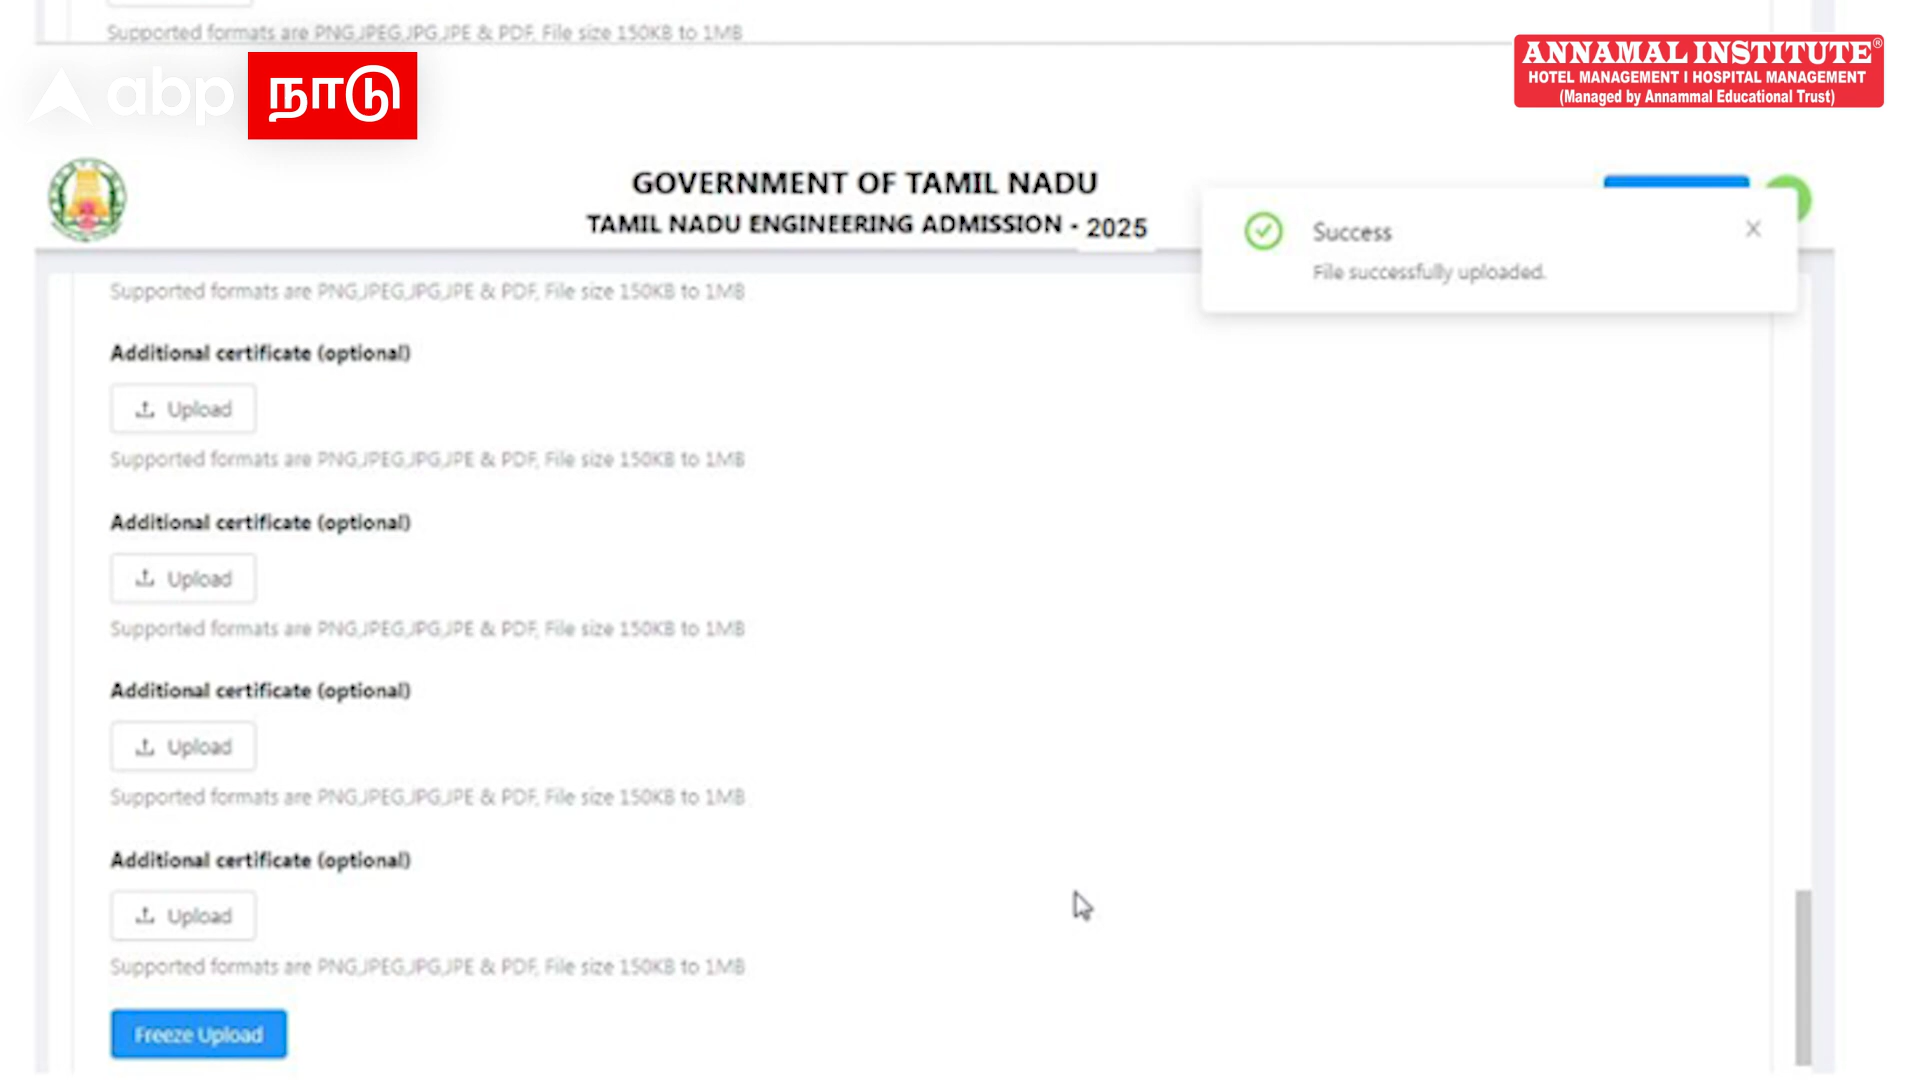 Supported formats are PNG,JPEG,JPG,JPE & PDF, File size 150KB to 1MB
abp நாடு
ANNAMAL INSTITUTE®
HOTEL MANAGEMENT I HOSPITAL MANAGEMENT
(Managed by Annammal Educational Trust)
GOVERNMENT OF TAMIL NADU
TAMIL NADU ENGINEERING ADMISSION - 2025
Success
File successfully uploaded.
Supported formats are PNG,JPEG,JPG,JPE & PDF, File size 150KB to 1MB
Additional certificate (optional)
Upload
Supported formats are PNG,JPEG,JPG,JPE & PDF, File size 150KB to 1MB
Additional certificate (optional)
Upload
Supported formats are PNG,JPEG,JPG,JPE & PDF, File size 150KB to 1MB
Additional certificate (optional)
Upload
Supported formats are PNG,JPEG,JPG,JPE & PDF, File size 150KB to 1MB
Additional certificate (optional)
Upload
Supported formats are PNG,JPEG,JPG,JPE & PDF, File size 150KB to 1MB
Freeze Upload